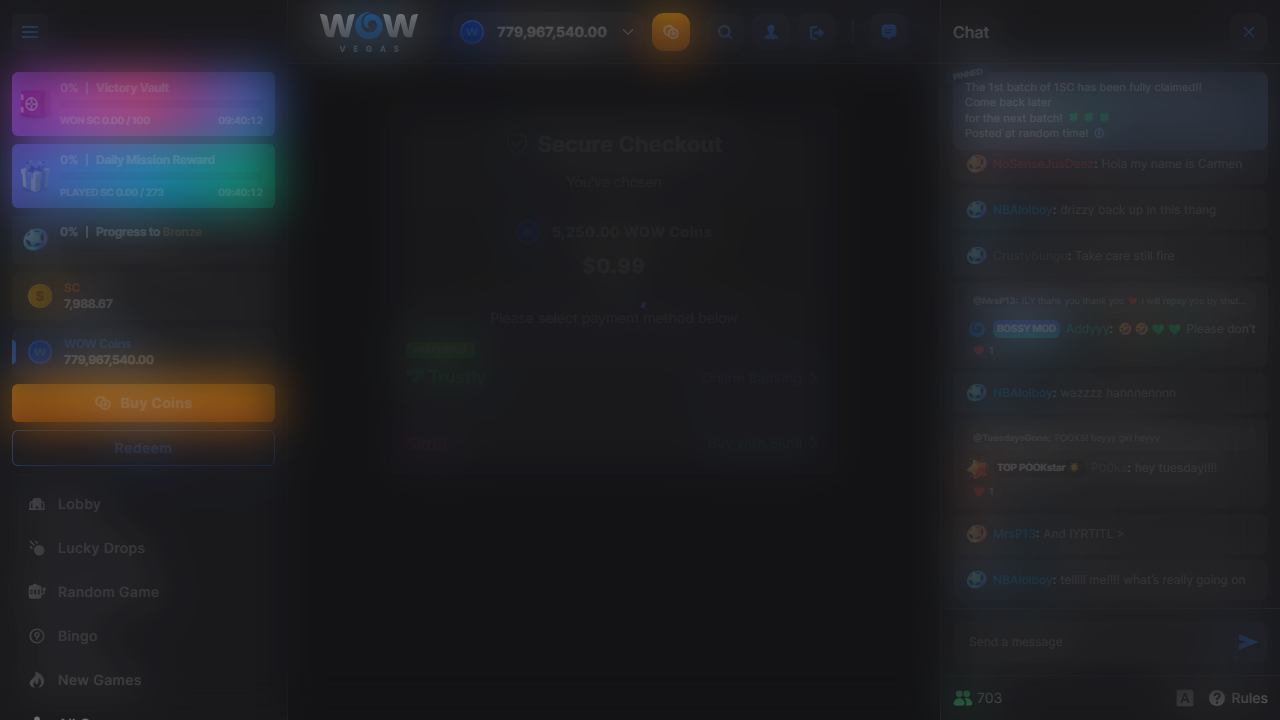 WOW
VEGAS
779,967,540.00
0% | Victory Vault
WON SC 0.00 / 100
09:40:12
0% | Daily Mission Reward
PLAYED SC 0.00 / 273
09:40:12
0% | Progress to Bronze
SC
7,988.67
WOW Coins
779,967,540.00
Buy Coins
Redeem
Lobby
Lucky Drops
Random Game
Bingo
New Games
Secure Checkout
You've chosen
5,250.00 WOW Coins
$0.99
Please select payment method below
Trustly
Online Banking
Chat
PINNED
The 1st batch of 1SC has been fully claimed!!
Come back later
for the next batch! 🍀 🍀 🍀
Posted at random time!
NoSenseJusDeez: Hola my name is Carmen
NBAlolboy: drizzy back up in this thang
Take care still fire
@MrsP13: ILY thank you thank you ❤️ I will repay you by shut...
BOSSY MOD Addyyy: 🤣 🤣 💚 💚 Please don't
❤️ 1
NBAlolboy: wazzzz hannnennnn
@TuesdaysGone: POOKS! heyyy girl heyyy
TOP POOKstar P00ks: hey tuesday!!!!
❤️ 1
MrsP13: And IYRTITL >
NBAlolboy: tellllll me!!!! what's really going on
Send a message
703
A
Rules